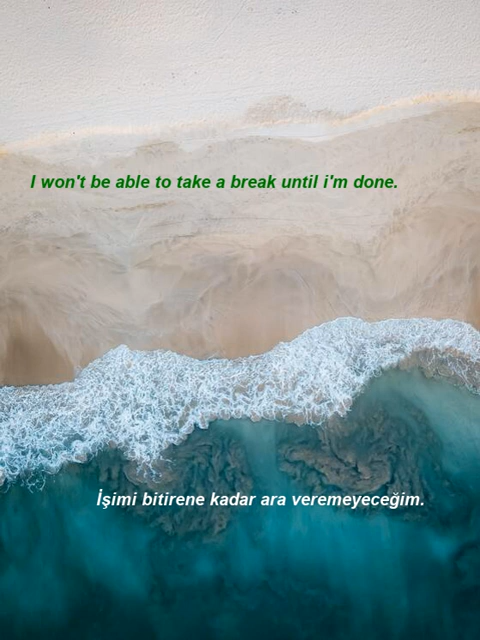 I won't be able to take a break until i'm done.
İşimi bitirene kadar ara veremeyeceğim.